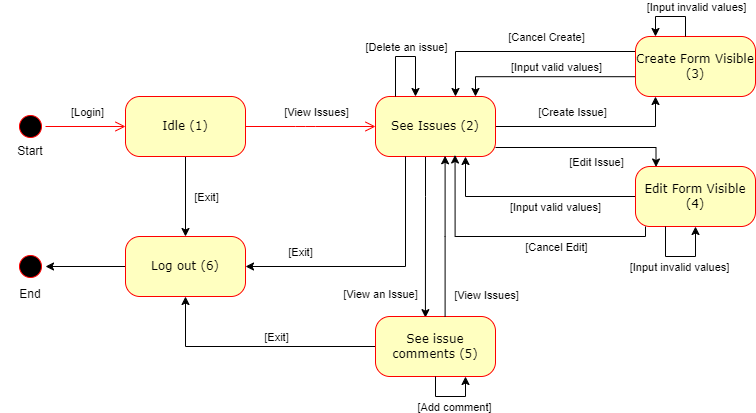 [Input invalid values]
[Cancel Create]
[Delete an issue]
Create Form Visible
(3)
[Input valid values]
[Login]
[View Issues]
[Create Issue]
Idle (1)
See Issues (2)
Start
[Edit Issue]
Edit Form Visible
(4)
[Exit]
[Input valid values]
[Cancel Edit]
[Exit]
Log out (6)
[Input invalid values]
End
[View an Issue]
[View Issues]
[Exit]
See issue
comments (5)
[Add comment]